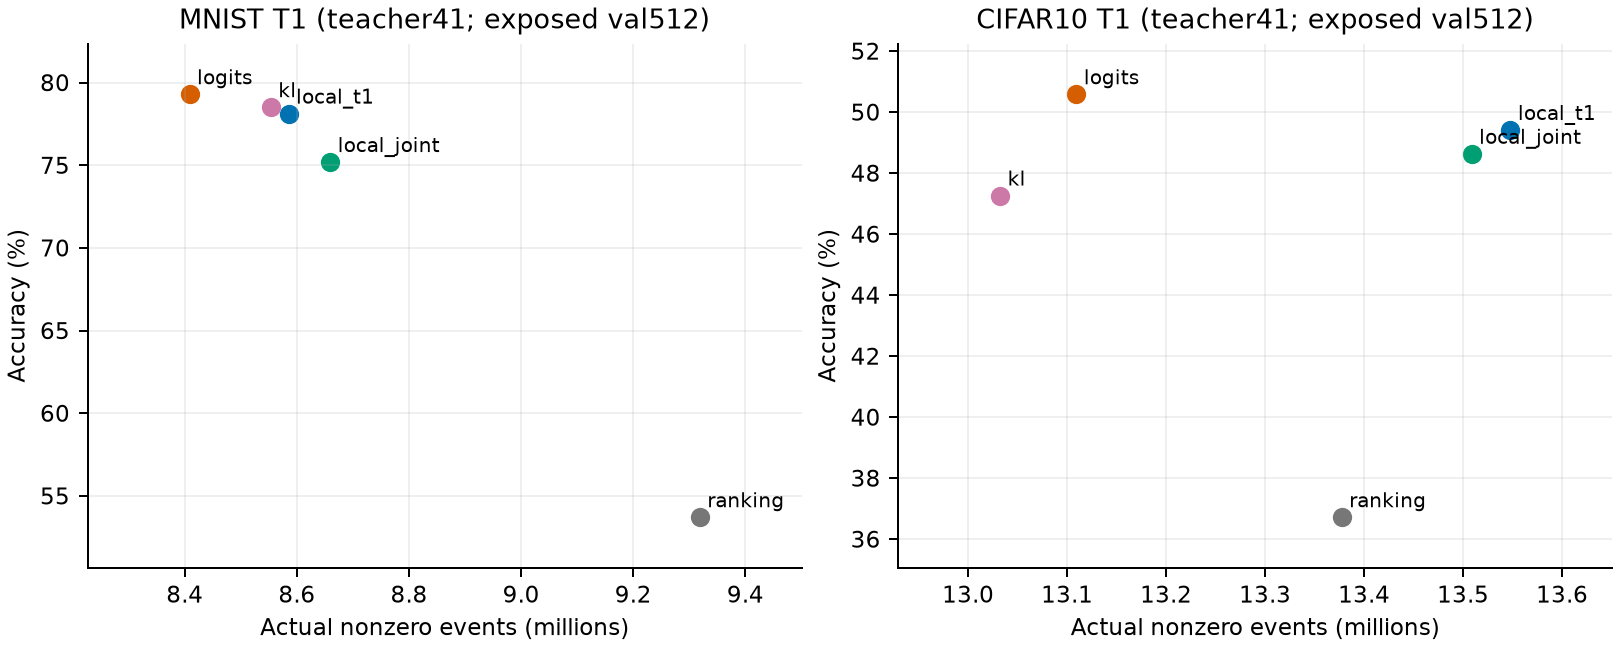 MNIST T1 (teacher41; exposed val512)
80
75
70
65
60
55
Accuracy (%)
logits
kl
local_t1
local_joint
ranking
8.4 8.6 8.8 9.0 9.2 9.4
Actual nonzero events (millions)
CIFAR10 T1 (teacher41; exposed val512)
52
50
48
46
44
42
40
38
36
Accuracy (%)
logits
local_t1
local_joint
kl
ranking
13.0 13.1 13.2 13.3 13.4 13.5 13.6
Actual nonzero events (millions)